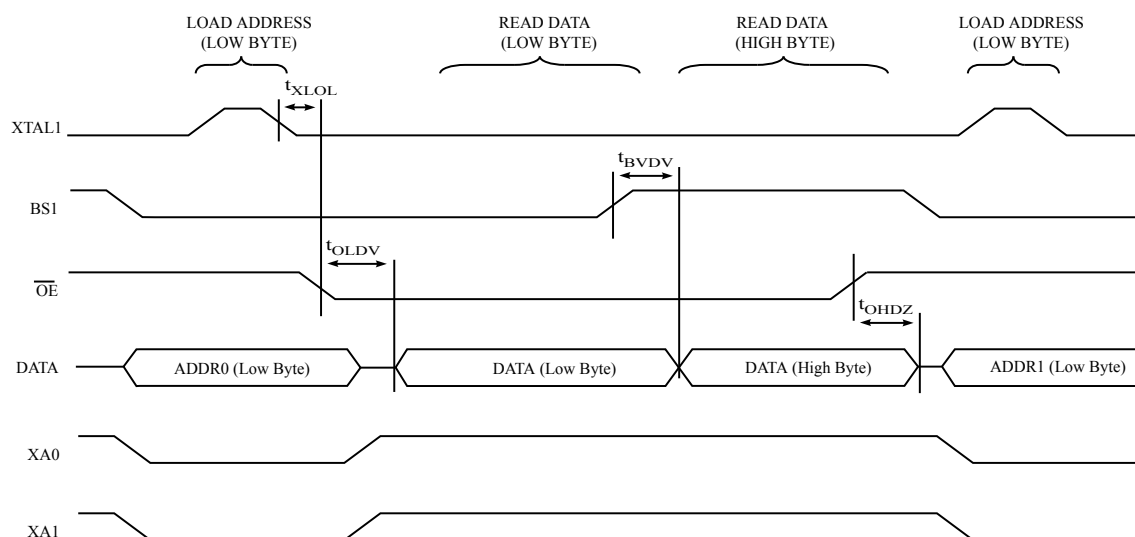 LOAD ADDRESS
(LOW BYTE)
READ DATA
(LOW BYTE)
READ DATA
(HIGH BYTE)
LOAD ADDRESS
(LOW BYTE)
tXLOL
XTAL1
tBVDV
BS1
tOLDV
OE
tOHDZ
DATA
ADDR0 (Low Byte)
DATA (Low Byte)
DATA (High Byte)
ADDR1 (Low Byte)
XA0
XA1